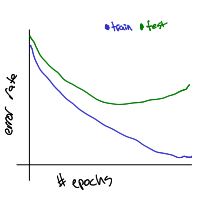 train test
error rate
# epochs